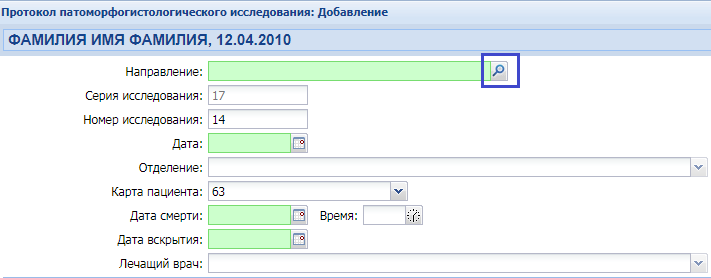 Протокол патоморфогистологического исследования: Добавление
ФАМИЛИЯ ИМЯ ФАМИЛИЯ, 12.04.2010
Направление:
Серия исследования: 17
Номер исследования: 14
Дата:
Отделение:
Карта пациента: 63
Дата смерти: Время:
Дата вскрытия:
Лечащий врач: